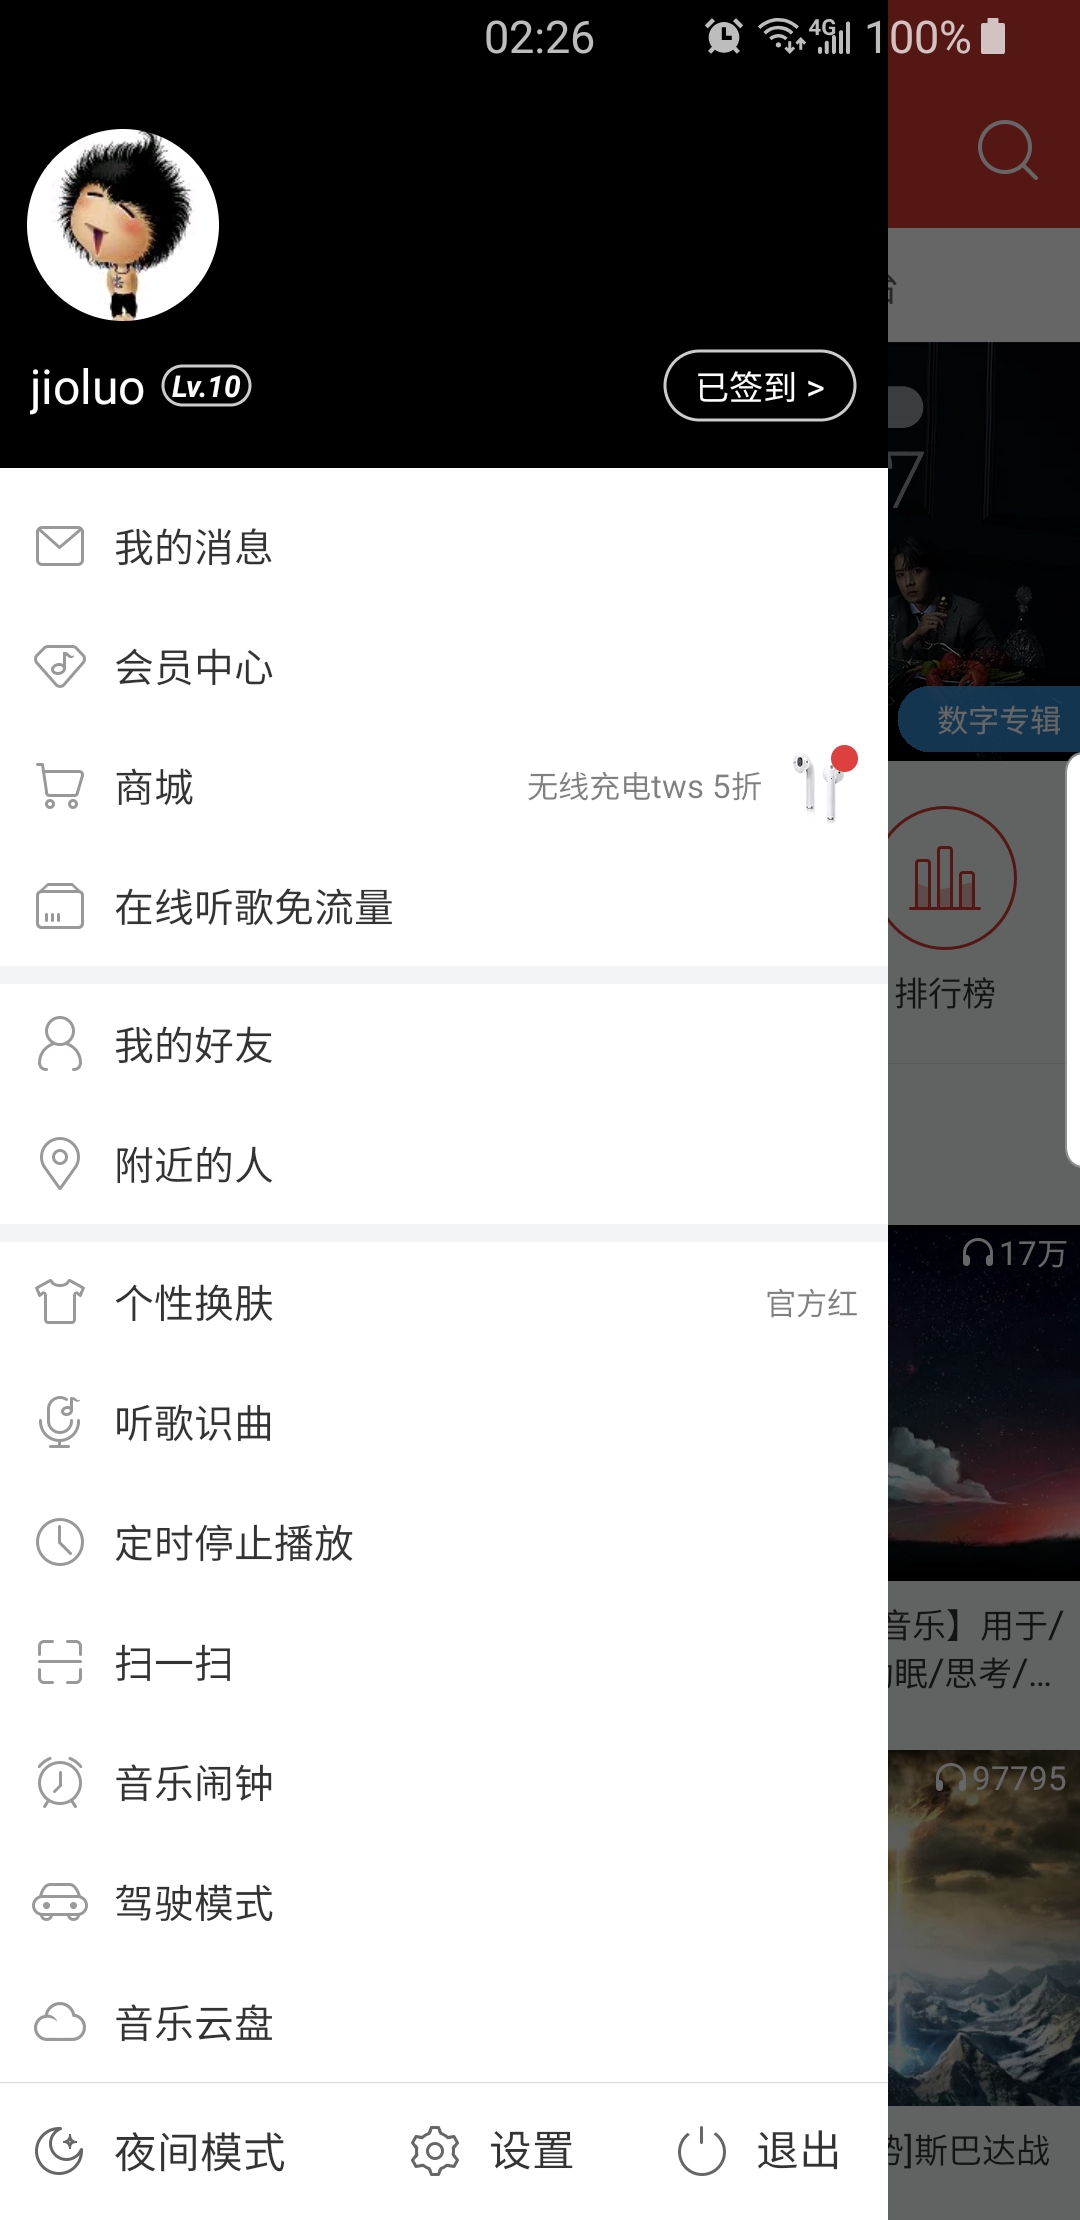 02:26
4G
100%
jioluo
Lv.10
已签到 >
我的消息
会员中心
商城
无线充电tws 5折
在线听歌免流量
我的好友
附近的人
个性换肤
官方红
听歌识曲
定时停止播放
扫一扫
音乐闹钟
驾驶模式
音乐云盘
夜间模式
设置
退出
7
数字专辑
排行榜
17万
音乐】用于/
眠/思考/...
97795
]斯巴达战